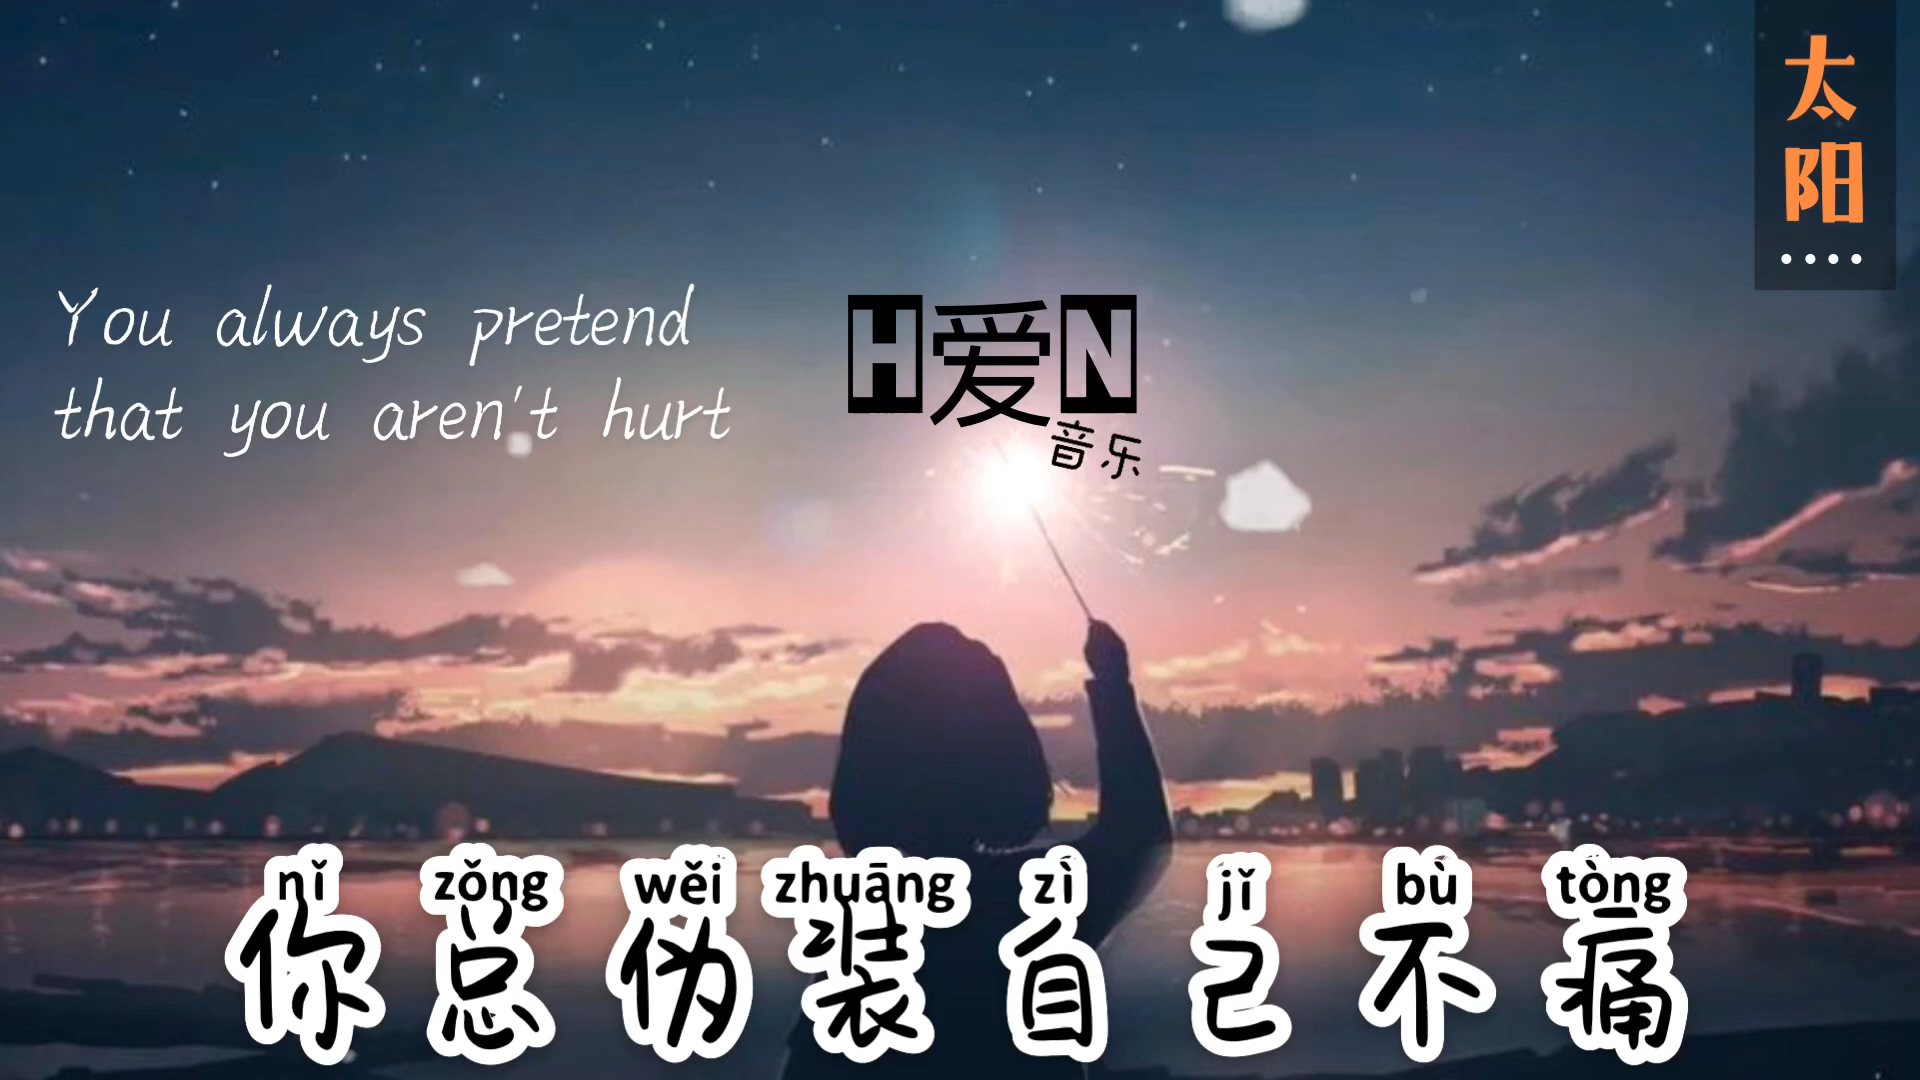 太阳
....
You always pretend
that you aren't hurt
H爱N
音乐
nǐ zǒng wěi zhuāng zì jǐ bù tòng
你总伪装自己不痛